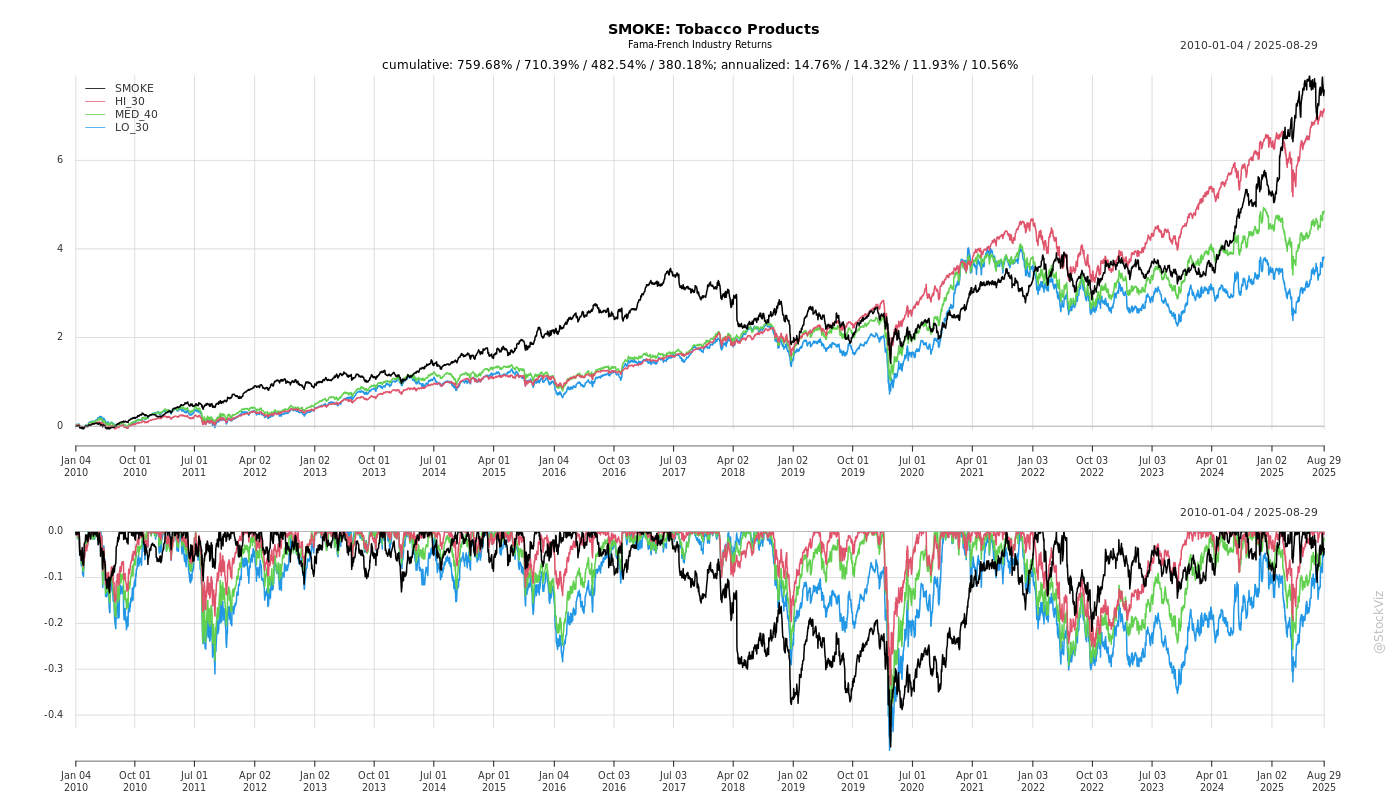 SMOKE: Tobacco Products
Fama-French Industry Returns
2010-01-04 / 2025-08-29
cumulative: 759.68% / 710.39% / 482.54% / 380.18%; annualized: 14.76% / 14.32% / 11.93% / 10.56%
SMOKE
HI_30
MED_40
LO_30
6
4
2
0
Jan 04 Oct 01 Jul 01 Apr 02 Jan 02 Oct 01 Jul 01 Apr 01 Jan 04 Oct 03 Jul 03 Apr 02 Jan 02 Oct 01 Jul 01 Apr 01 Jan 03 Oct 03 Jul 03 Apr 01 Jan 02 Aug 29
2010 2010 2011 2012 2013 2013 2014 2015 2016 2016 2017 2018 2019 2019 2020 2021 2022 2022 2023 2024 2025 2025
2010-01-04 / 2025-08-29
0.0
-0.1
-0.2
-0.3
-0.4
Jan 04 Oct 01 Jul 01 Apr 02 Jan 02 Oct 01 Jul 01 Apr 01 Jan 04 Oct 03 Jul 03 Apr 02 Jan 02 Oct 01 Jul 01 Apr 01 Jan 03 Oct 03 Jul 03 Apr 01 Jan 02 Aug 29
2010 2010 2011 2012 2013 2013 2014 2015 2016 2016 2017 2018 2019 2019 2020 2021 2022 2022 2023 2024 2025 2025
@StockViz